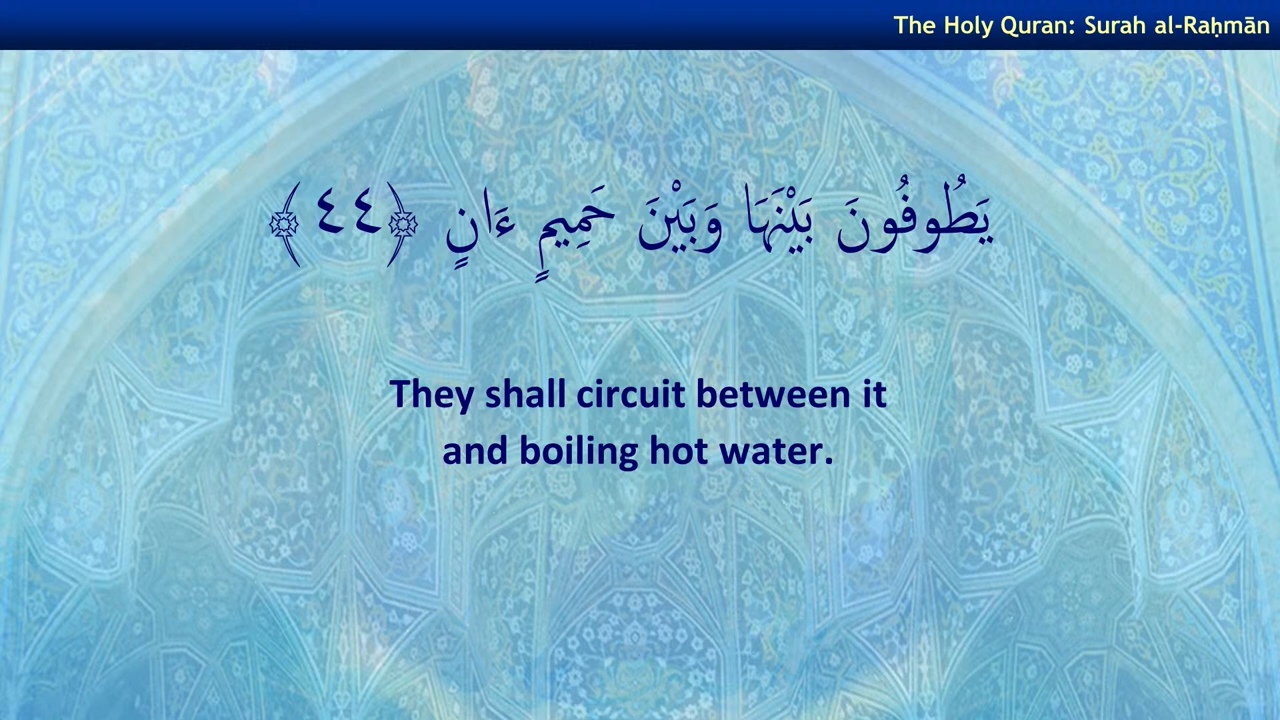 The Holy Quran: Surah al-Raḥmān
يَطُوفُونَ بَيْنَهَا وَبَيْنَ حَمِيمٍ ءَانٍ ﴿٤٤﴾
They shall circuit between it
and boiling hot water.